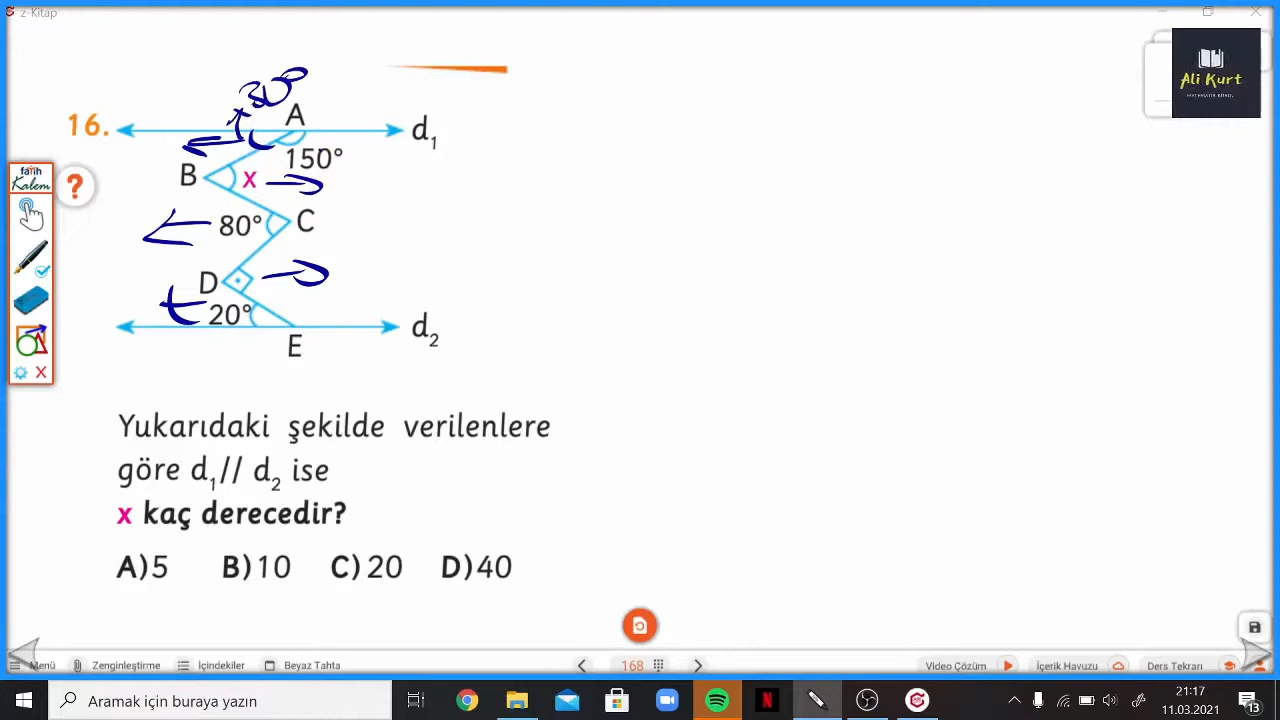 z-Kitap
Ali Kurt
30°
16.
A
d1
150°
B
x
80°
C
D
20°
d2
E
fatih
Kalem
?
Yukarıdaki şekilde verilenlere
göre d1// d2 ise
x kaç derecedir?
A)5 B)10 C)20 D)40
Menü Zenginleştirme İçindekiler Beyaz Tahta 168 Video Çözüm İçerik Havuzu Ders Tekrarı
Aramak için buraya yazın
21:17
11.03.2021
13